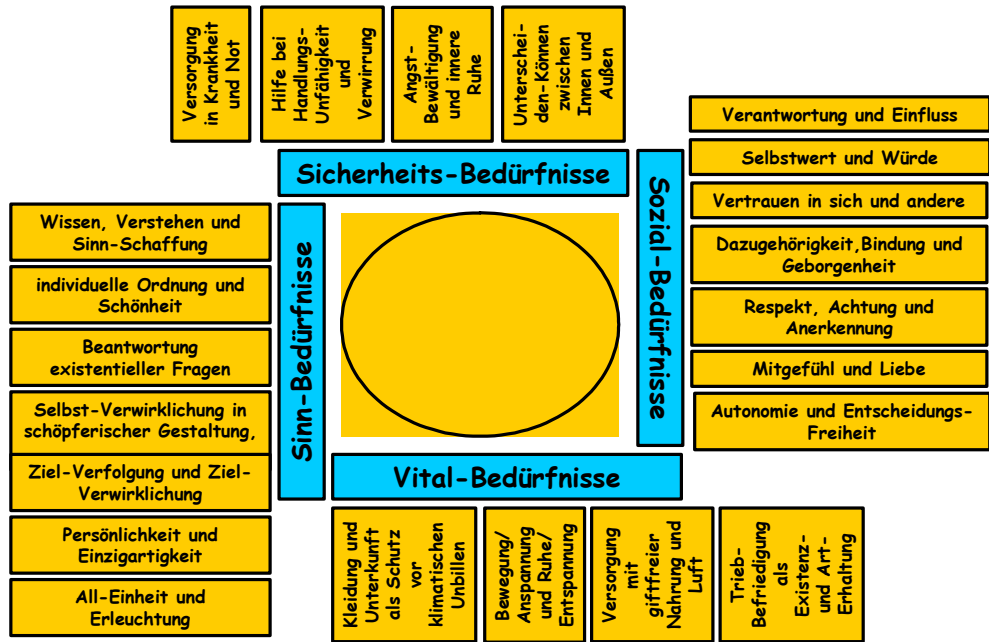 Versorgung
in Krankheit
und Not
Hilfe bei
Handlungs-
Unfähigkeit
und
Verwirrung
Angst-
Bewältigung
und innere
Ruhe
Unterschei-
den-Können
zwischen
Innen und
Außen
Sicherheits-Bedürfnisse
Sozial-Bedürfnisse
Verantwortung und Einfluss
Selbstwert und Würde
Vertrauen in sich und andere
Dazugehörigkeit,Bindung und
Geborgenheit
Respekt, Achtung und
Anerkennung
Mitgefühl und Liebe
Autonomie und Entscheidungs-
Freiheit
Sinn-Bedürfnisse
Wissen, Verstehen und
Sinn-Schaffung
individuelle Ordnung und
Schönheit
Beantwortung
existentieller Fragen
Selbst-Verwirklichung in
schöpferischer Gestaltung,
Ziel-Verfolgung und Ziel-
Verwirklichung
Persönlichkeit und
Einzigartigkeit
All-Einheit und
Erleuchtung
Vital-Bedürfnisse
Kleidung und
Unterkunft
als Schutz
vor
klimatischen
Unbillen
Bewegung/
Anspannung
und Ruhe/
Entspannung
Versorgung
mit
giftfreier
Nahrung und
Luft
Trieb-
Befriedigung
als
Existenz-
und Art-
Erhaltung